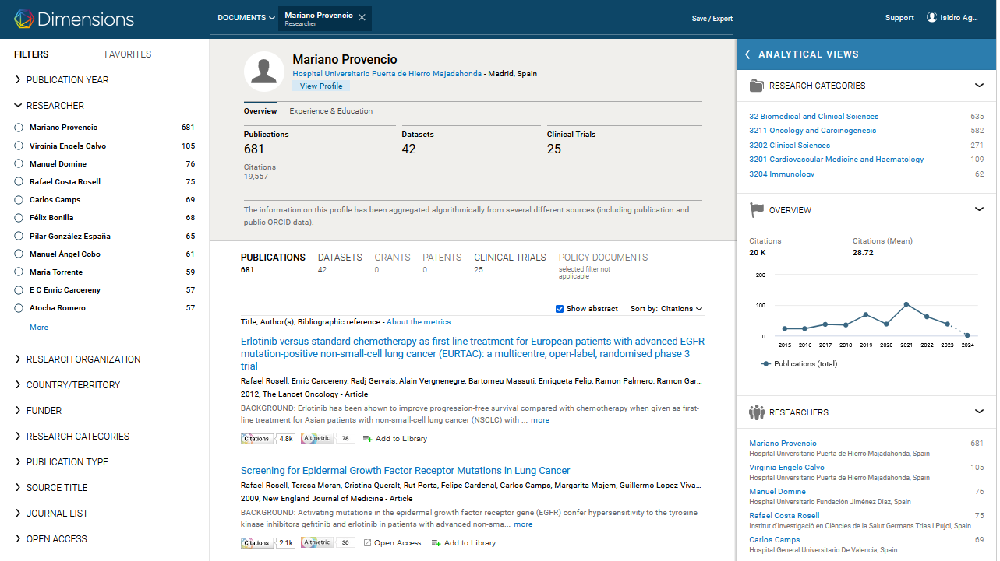 Dimensions
DOCUMENTS
Mariano Provencio
Researcher
Save / Export
Support
Isidro Ag...
FILTERS
FAVORITES
PUBLICATION YEAR
RESEARCHER
Mariano Provencio 681
Virginia Engels Calvo 105
Manuel Domine 76
Rafael Costa Rosell 75
Carlos Camps 69
Félix Bonilla 68
Pilar González España 65
Manuel Ángel Cobo 61
Maria Torrente 59
E C Enric Carcereny 57
Atocha Romero 57
More
RESEARCH ORGANIZATION
COUNTRY/TERRITORY
FUNDER
RESEARCH CATEGORIES
PUBLICATION TYPE
SOURCE TITLE
JOURNAL LIST
OPEN ACCESS
Mariano Provencio
Hospital Universitario Puerta de Hierro Majadahonda - Madrid, Spain
View Profile
Overview Experience & Education
Publications Datasets Clinical Trials
681 42 25
Citations
19,557
The information on this profile has been aggregated algorithmically from several different sources (including publication and
public ORCID data).
PUBLICATIONS DATASETS GRANTS PATENTS CLINICAL TRIALS POLICY DOCUMENTS
681 42 0 0 25 selected filter not
applicable
Show abstract Sort by: Citations
Title, Author(s), Bibliographic reference - About the metrics
Erlotinib versus standard chemotherapy as first-line treatment for European patients with advanced EGFR
mutation-positive non-small-cell lung cancer (EURTAC): a multicentre, open-label, randomised phase 3
trial
Rafael Rosell, Enric Carcereny, Radj Gervais, Alain Vergnenegre, Bartomeu Massuti, Enriqueta Felip, Ramon Palmero, Ramon Gar...
2012, The Lancet Oncology - Article
BACKGROUND: Erlotinib has been shown to improve progression-free survival compared with chemotherapy when given as first-
line treatment for Asian patients with non-small-cell lung cancer (NSCLC) with ... more
Citations 4.8k Altmetric 78 Add to Library
Screening for Epidermal Growth Factor Receptor Mutations in Lung Cancer
Rafael Rosell, Teresa Moran, Cristina Queralt, Rut Porta, Felipe Cardenal, Carlos Camps, Margarita Majem, Guillermo Lopez-Viva...
2009, New England Journal of Medicine - Article
BACKGROUND: Activating mutations in the epidermal growth factor receptor gene (EGFR) confer hypersensitivity to the tyrosine
kinase inhibitors gefitinib and erlotinib in patients with advanced non-sma... more
Citations 2.1k Altmetric 30 Open Access Add to Library
ANALYTICAL VIEWS
RESEARCH CATEGORIES
32 Biomedical and Clinical Sciences 635
3211 Oncology and Carcinogenesis 582
3202 Clinical Sciences 271
3201 Cardiovascular Medicine and Haematology 109
3204 Immunology 62
OVERVIEW
Citations Citations (Mean)
20 K 28.72
200
100
0
2015 2016 2017 2018 2019 2020 2021 2022 2023 2024
Publications (total)
RESEARCHERS
Mariano Provencio 681
Hospital Universitario Puerta de Hierro Majadahonda, Spain
Virginia Engels Calvo 105
Hospital Universitario Puerta de Hierro Majadahonda, Spain
Manuel Domine 76
Hospital Universitario Fundación Jiménez Díaz, Spain
Rafael Costa Rosell 75
Institut d'Investigació en Ciències de la Salut Germans Trias i Pujol, Spain
Carlos Camps 69
Hospital General Universitario De Valencia, Spain